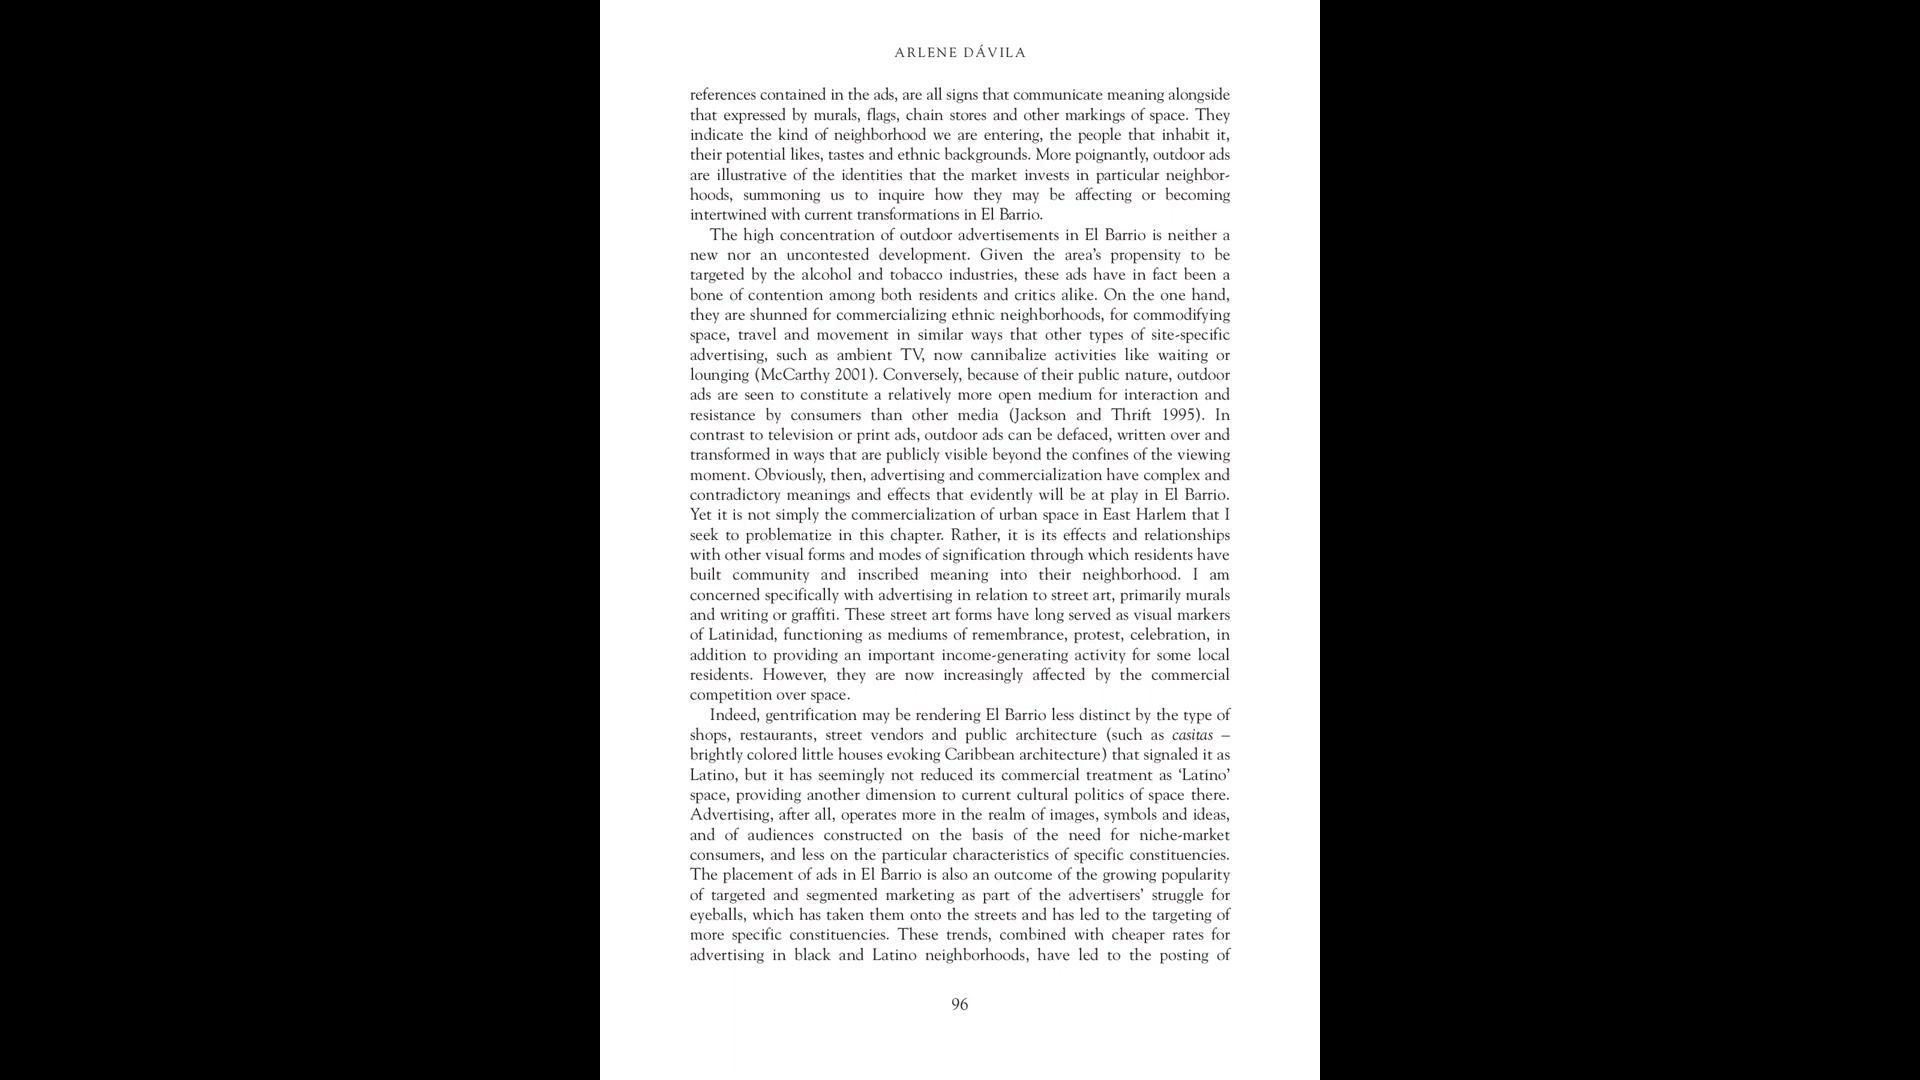 ARLENE DÁVILA
references contained in the ads, are all signs that communicate meaning alongside
that expressed by murals, flags, chain stores and other markings of space. They
indicate the kind of neighborhood we are entering, the people that inhabit it,
their potential likes, tastes and ethnic backgrounds. More poignantly, outdoor ads
are illustrative of the identities that the market invests in particular neighbor-
hoods, summoning us to inquire how they may be affecting or becoming
intertwined with current transformations in El Barrio.
The high concentration of outdoor advertisements in El Barrio is neither a
new nor an uncontested development. Given the area’s propensity to be
targeted by the alcohol and tobacco industries, these ads have in fact been a
bone of contention among both residents and critics alike. On the one hand,
they are shunned for commercializing ethnic neighborhoods, for commodifying
space, travel and movement in similar ways that other types of site-specific
advertising, such as ambient TV, now cannibalize activities like waiting or
lounging (McCarthy 2001). Conversely, because of their public nature, outdoor
ads are seen to constitute a relatively more open medium for interaction and
resistance by consumers than other media (Jackson and Thrift 1995). In
contrast to television or print ads, outdoor ads can be defaced, written over and
transformed in ways that are publicly visible beyond the confines of the viewing
moment. Obviously, then, advertising and commercialization have complex and
contradictory meanings and effects that evidently will be at play in El Barrio.
Yet it is not simply the commercialization of urban space in East Harlem that I
seek to problematize in this chapter. Rather, it is its effects and relationships
with other visual forms and modes of signification through which residents have
built community and inscribed meaning into their neighborhood. I am
concerned specifically with advertising in relation to street art, primarily murals
and writing or graffiti. These street art forms have long served as visual markers
of Latinidad, functioning as mediums of remembrance, protest, celebration, in
addition to providing an important income-generating activity for some local
residents. However, they are now increasingly affected by the commercial
competition over space.
Indeed, gentrification may be rendering El Barrio less distinct by the type of
shops, restaurants, street vendors and public architecture (such as casitas –
brightly colored little houses evoking Caribbean architecture) that signaled it as
Latino, but it has seemingly not reduced its commercial treatment as ‘Latino’
space, providing another dimension to current cultural politics of space there.
Advertising, after all, operates more in the realm of images, symbols and ideas,
and of audiences constructed on the basis of the need for niche-market
consumers, and less on the particular characteristics of specific constituencies.
The placement of ads in El Barrio is also an outcome of the growing popularity
of targeted and segmented marketing as part of the advertisers’ struggle for
eyeballs, which has taken them onto the streets and has led to the targeting of
more specific constituencies. These trends, combined with cheaper rates for
advertising in black and Latino neighborhoods, have led to the posting of
96